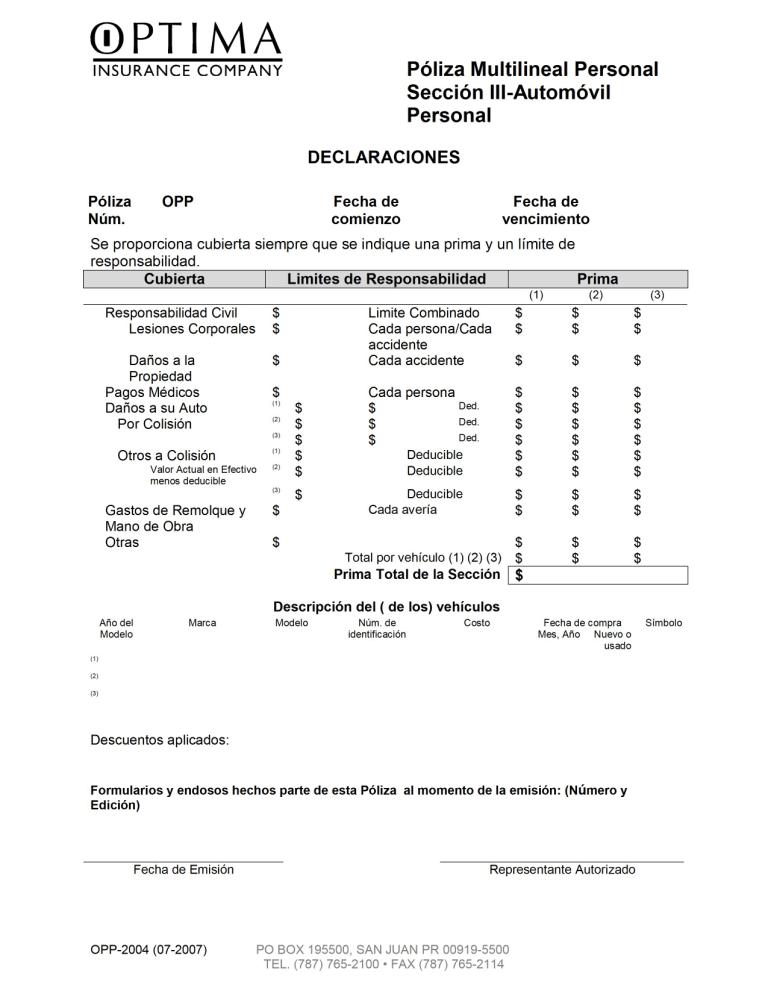 OPTIMA
INSURANCE COMPANY
Póliza Multilineal Personal
Sección III-Automóvil
Personal
DECLARACIONES
Póliza OPP Fecha de Fecha de
Núm. comienzo vencimiento
Se proporciona cubierta siempre que se indique una prima y un límite de
responsabilidad.
Cubierta Limites de Responsabilidad Prima
(1) (2) (3)
Responsabilidad Civil $ Limite Combinado $ $ $
Lesiones Corporales $ Cada persona/Cada $ $ $
accidente
Daños a la $ Cada accidente $ $ $
Propiedad
Pagos Médicos $ Cada persona $ $ $
Daños a su Auto (1) $ $ Ded. $ $ $
Por Colisión (2) $ $ Ded. $ $ $
(3) $ $ Ded. $ $ $
Otros a Colisión (1) $ Deducible $ $ $
Valor Actual en Efectivo (2) $ Deducible $ $ $
menos deducible
(3) $ Deducible $ $ $
Gastos de Remolque y $ Cada avería $ $ $
Mano de Obra
Otras $ $ $ $
Total por vehículo (1) (2) (3) $ $ $
Prima Total de la Sección $
Descripción del ( de los) vehículos
Año del Marca Modelo Núm. de Costo Fecha de compra Símbolo
Modelo identificación Mes, Año Nuevo o
usado
(1)
(2)
(3)
Descuentos aplicados:
Formularios y endosos hechos parte de esta Póliza al momento de la emisión: (Número y
Edición)
Fecha de Emisión Representante Autorizado
OPP-2004 (07-2007) PO BOX 195500, SAN JUAN PR 00919-5500
TEL. (787) 765-2100 • FAX (787) 765-2114